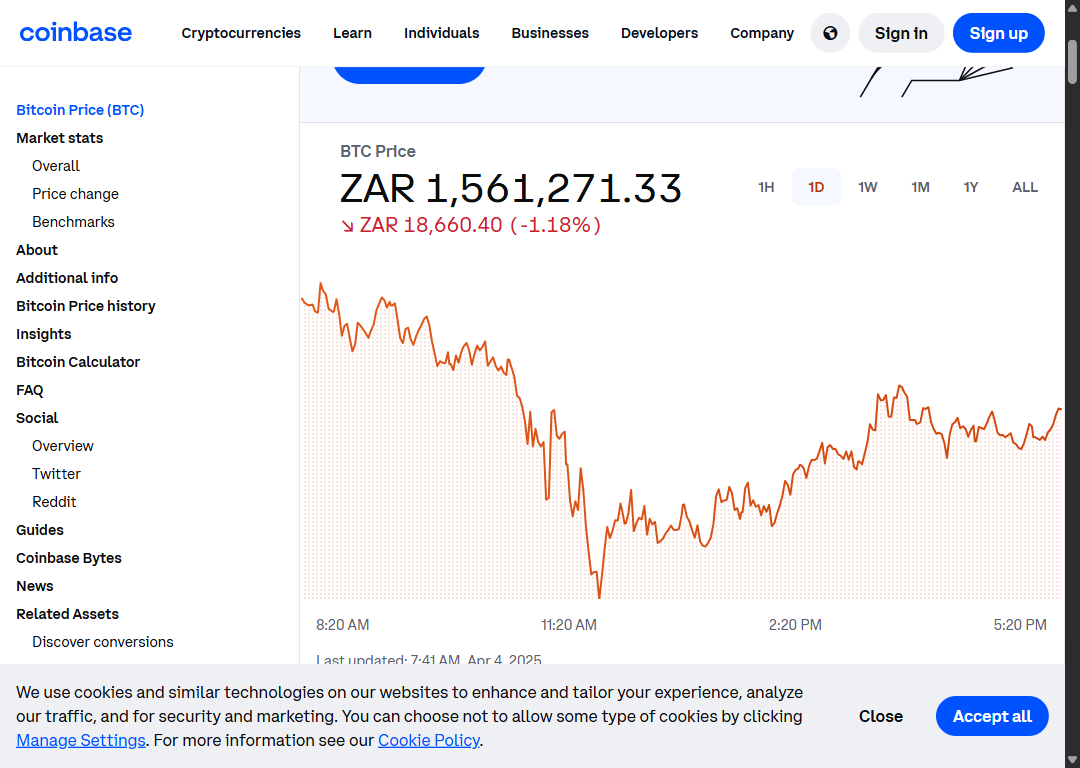 coinbase
Cryptocurrencies
Learn
Individuals
Businesses
Developers
Company
Sign in
Sign up
Bitcoin Price (BTC)
Market stats
Overall
Price change
Benchmarks
About
Additional info
Bitcoin Price history
Insights
Bitcoin Calculator
FAQ
Social
Overview
Twitter
Reddit
Guides
Coinbase Bytes
News
Related Assets
Discover conversions
BTC Price
ZAR 1,561,271.33
↘ ZAR 18,660.40 (-1.18%)
1H
1D
1W
1M
1Y
ALL
8:20 AM
11:20 AM
2:20 PM
5:20 PM
Last updated: 7:41 AM, Apr 4, 2025
We use cookies and similar technologies on our websites to enhance and tailor your experience, analyze
our traffic, and for security and marketing. You can choose not to allow some type of cookies by clicking
Manage Settings. For more information see our Cookie Policy.
Close
Accept all